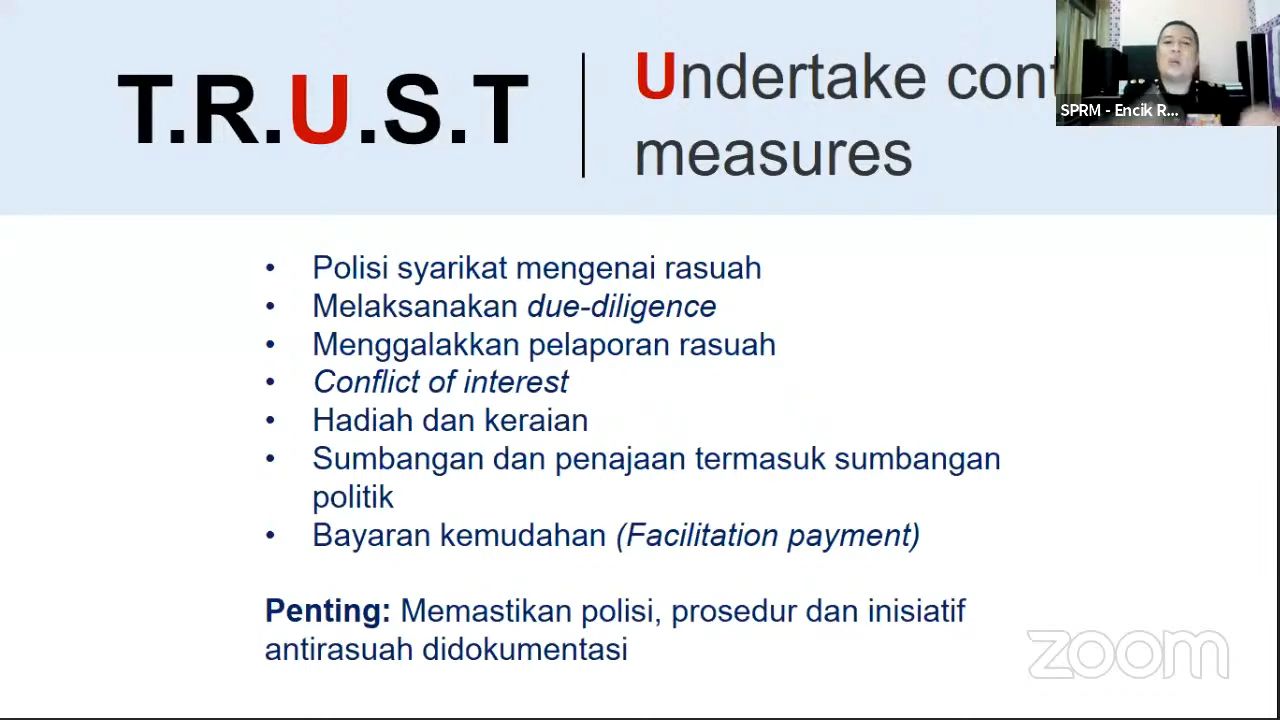 T.R.U.S.T
Undertake cont
measures
SPRM - Encik R...
• Polisi syarikat mengenai rasuah
• Melaksanakan due-diligence
• Menggalakkan pelaporan rasuah
• Conflict of interest
• Hadiah dan keraian
• Sumbangan dan penajaan termasuk sumbangan
politik
• Bayaran kemudahan (Facilitation payment)
Penting: Memastikan polisi, prosedur dan inisiatif
antirasuah didokumentasi
zoom